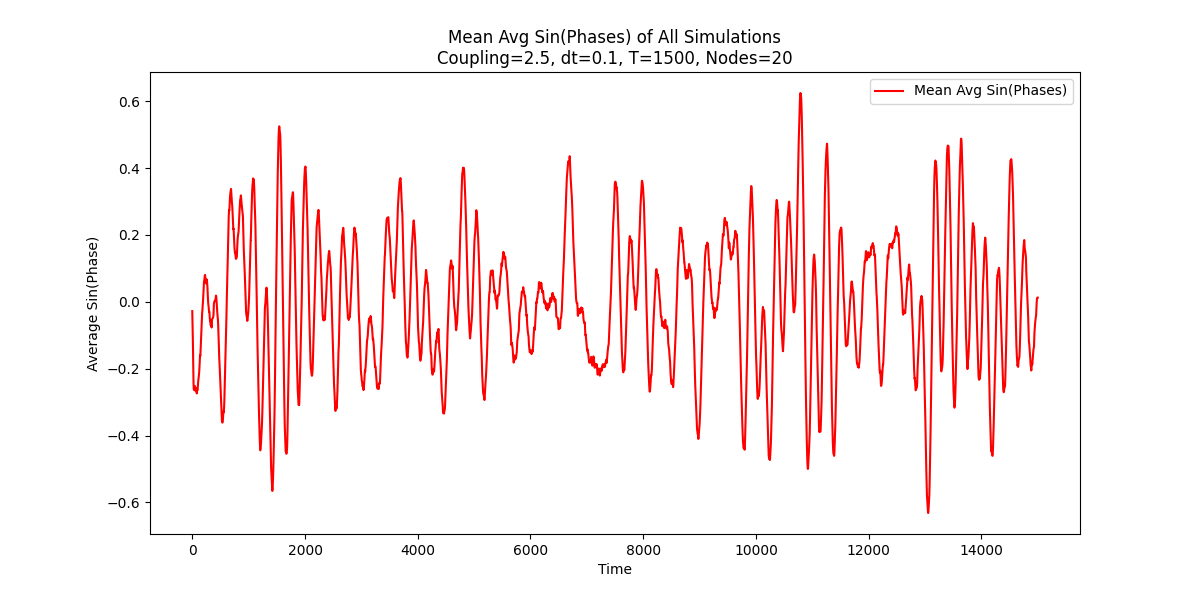 Mean Avg Sin(Phases) of All Simulations
Coupling=2.5, dt=0.1, T=1500, Nodes=20
Mean Avg Sin(Phases)
Average Sin(Phase)
0.6
0.4
0.2
0.0
−0.2
−0.4
−0.6
0 2000 4000 6000 8000 10000 12000 14000
Time